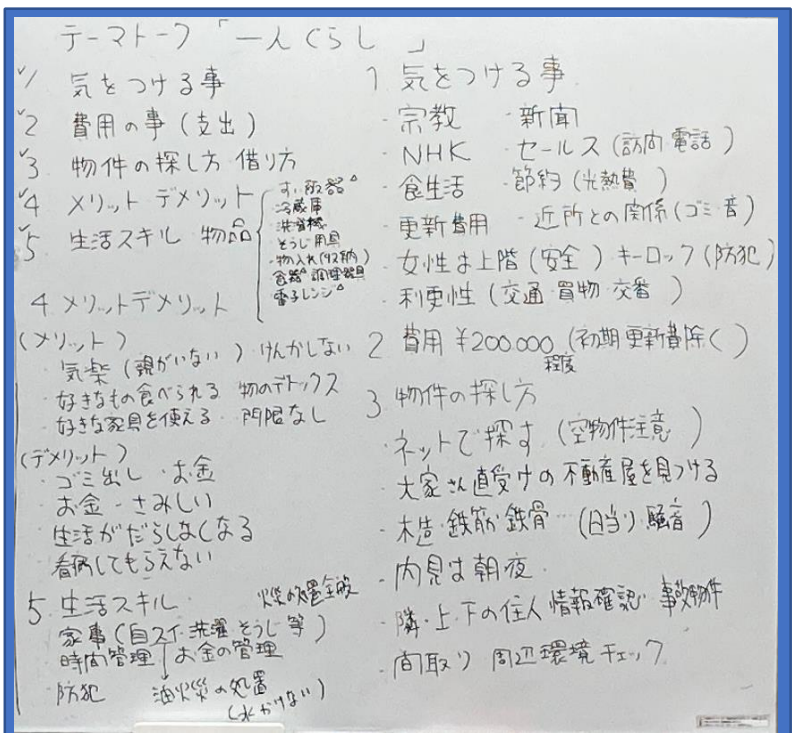 テーマトーク「一人ぐらし」
✓1 気をつける事
✓2 費用の事(支出)
✓3 物件の探し方 借り方
✓4 メリット デメリット
✓5 生活スキル 物品
すい飯器△
冷蔵庫
洗濯機
そうじ用具
・物入れ(収納)
食器△ 調理器具
電子レンジ△
4 メリットデメリット
(メリット)
・気楽(親がいない)・けんかしない
・好きなもの食べられる 物のデトックス
・好きな家具を使える・門限なし
(デメリット)
・ゴミ出し・お金
・お金・さみしい
・生活がだらしなくなる
・看病してもらえない
5 生活スキル
火災の処置全般
家事(自スイ・洗濯 そうじ 等)
時間管理 お金の管理
防犯 油火災の処置
(水かけない)
1 気をつける事
・宗教 ・新聞
・NHK ・セールス(訪問 電話)
・食生活 ・節約(光熱費)
・更新費用 ・近所との関係(ゴミ・音)
・女性は上階(安全) キーロック(防犯)
・利更性(交通・買物・交番)
2 費用 ¥200.000(初期 更新費除く)
程度
3 物件の探し方
・ネットで探す(空物件注意)
・大家さん直受けの不動産屋を見つける
・木造・鉄筋・鉄骨…(日当り・騒音)
・内見は朝夜
・隣・上・下の住人 情報確認 事故物件
・間取り 周辺環境チェック